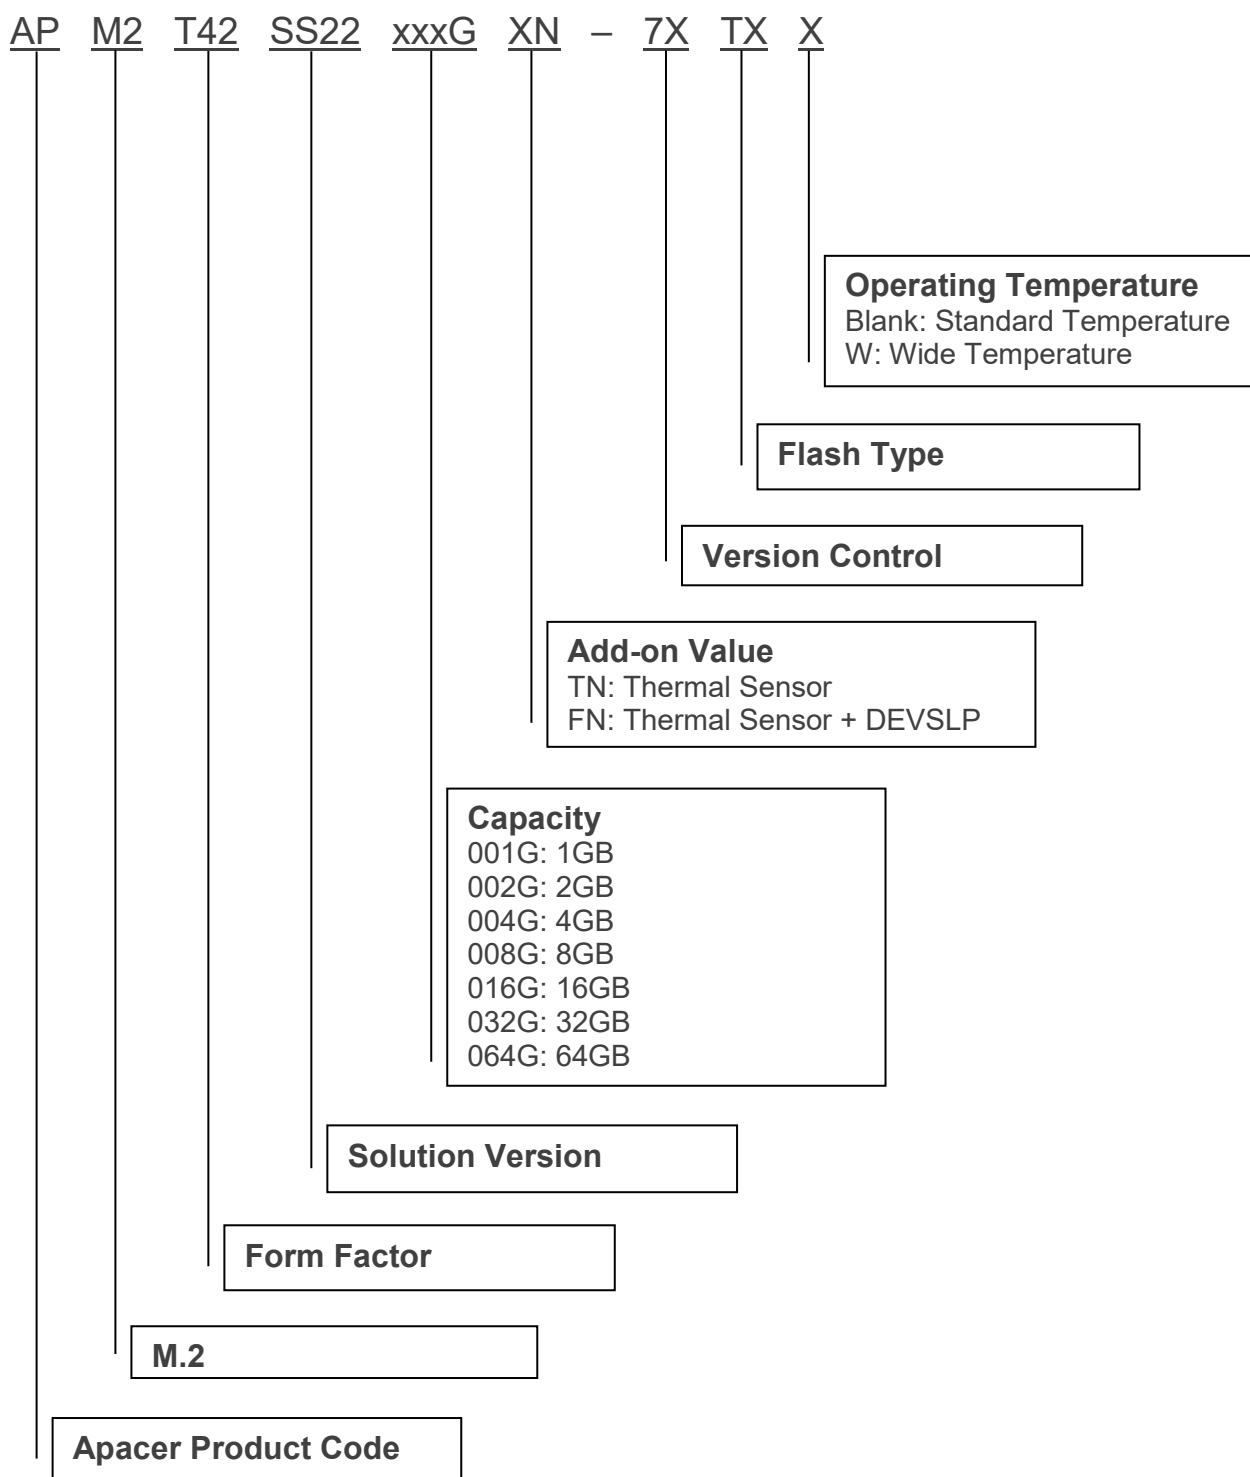 AP M2 T42 SS22 xxxG XN – 7X TX X
Operating Temperature
Blank: Standard Temperature
W: Wide Temperature
Flash Type
Version Control
Add-on Value
TN: Thermal Sensor
FN: Thermal Sensor + DEVSLP
Capacity
001G: 1GB
002G: 2GB
004G: 4GB
008G: 8GB
016G: 16GB
032G: 32GB
064G: 64GB
Solution Version
Form Factor
M.2
Apacer Product Code